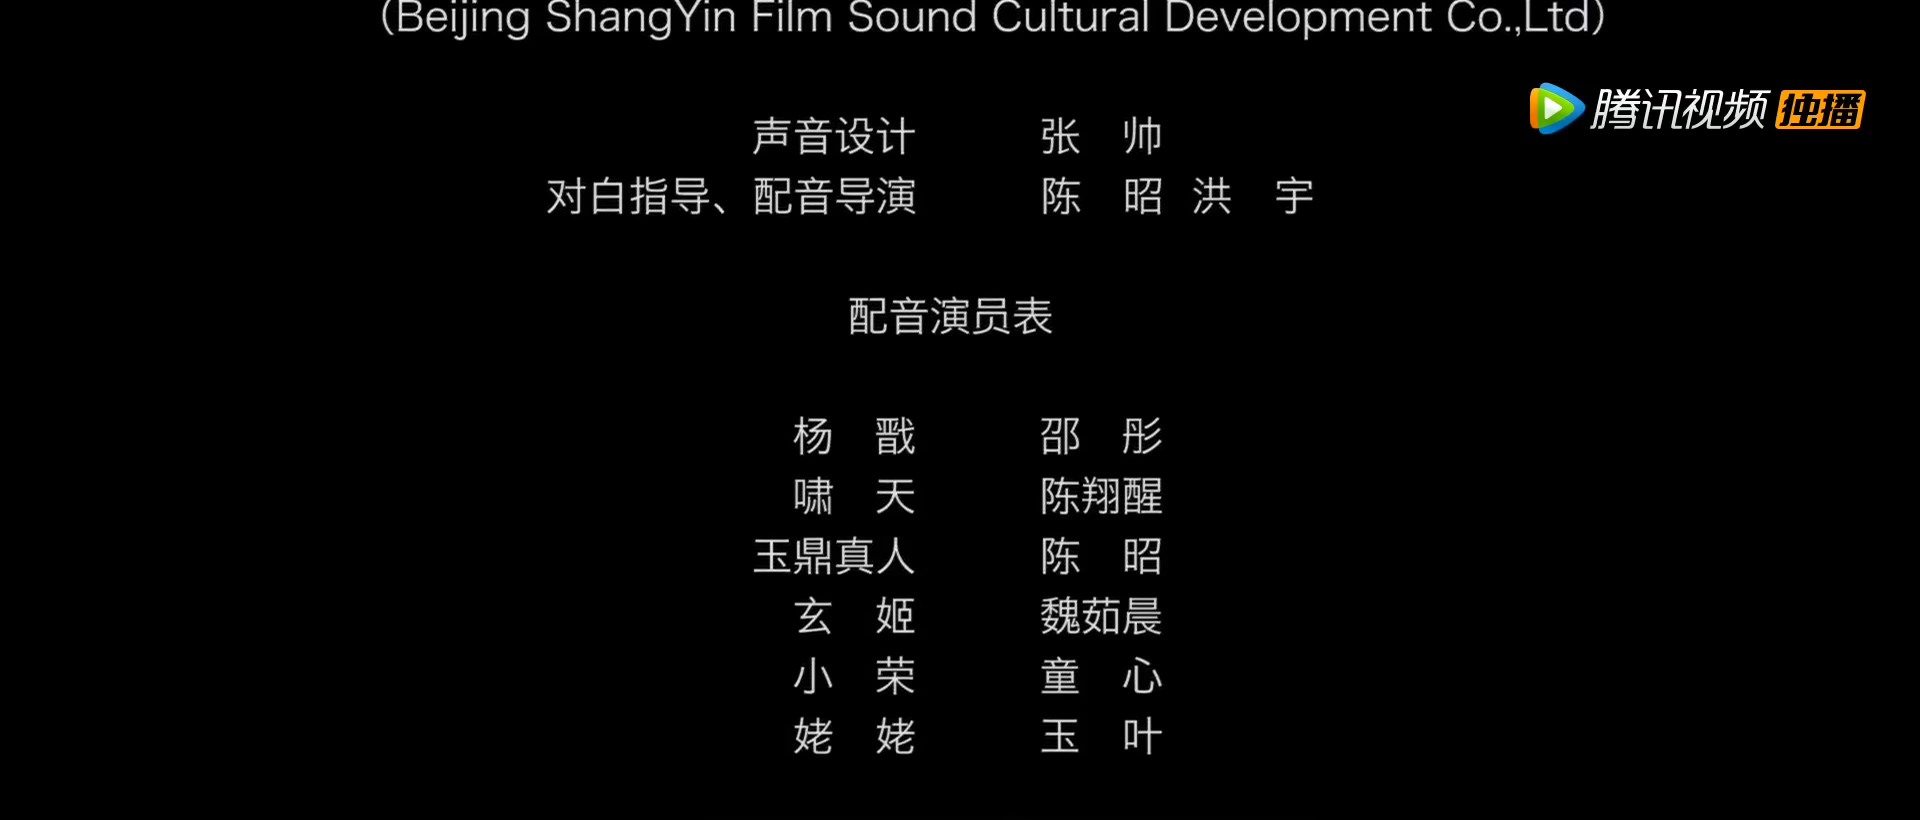 (Beijing ShangYin Film Sound Cultural Development Co.,Ltd)
腾讯视频 独播
声音设计 张 帅
对白指导、配音导演 陈 昭 洪 宇
配音演员表
杨 戬 邵 彤
啸 天 陈翔醒
玉鼎真人 陈 昭
玄 姬 魏茹晨
小 荣 童 心
姥 姥 玉 叶